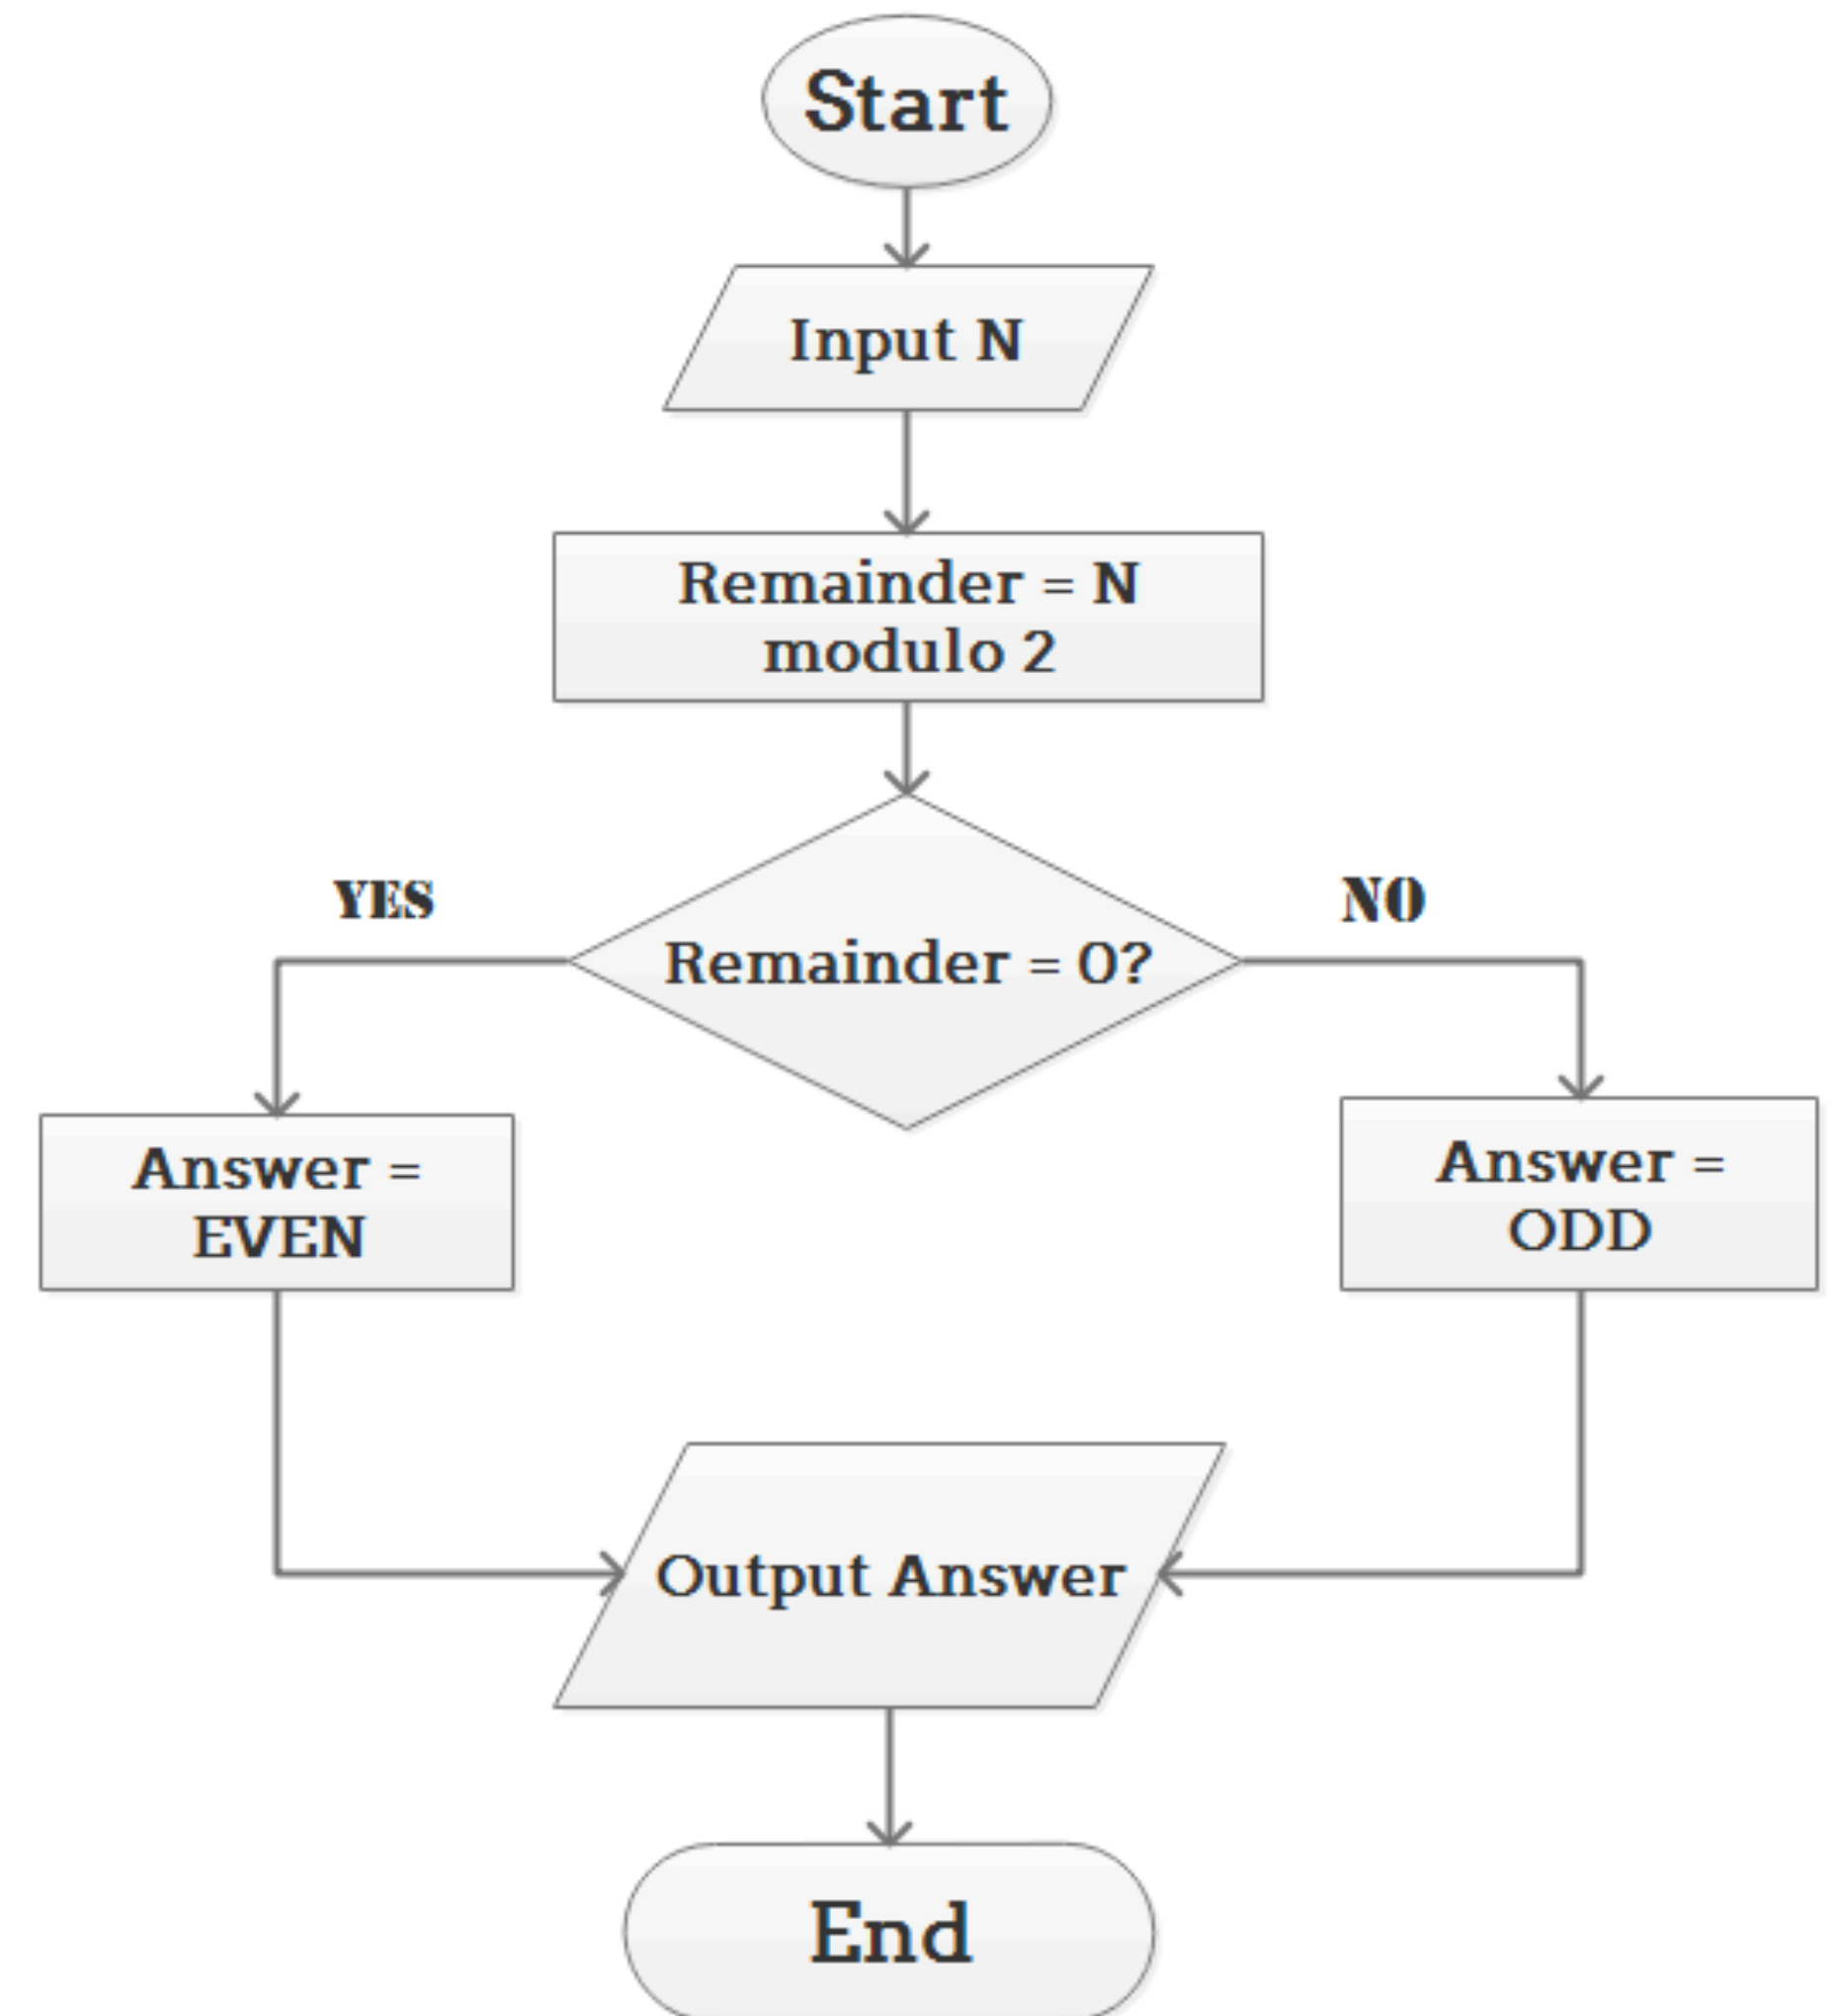 Start
Input N
Remainder = N
modulo 2
YES
NO
Remainder = 0?
Answer =
EVEN
Answer =
ODD
Output Answer
End